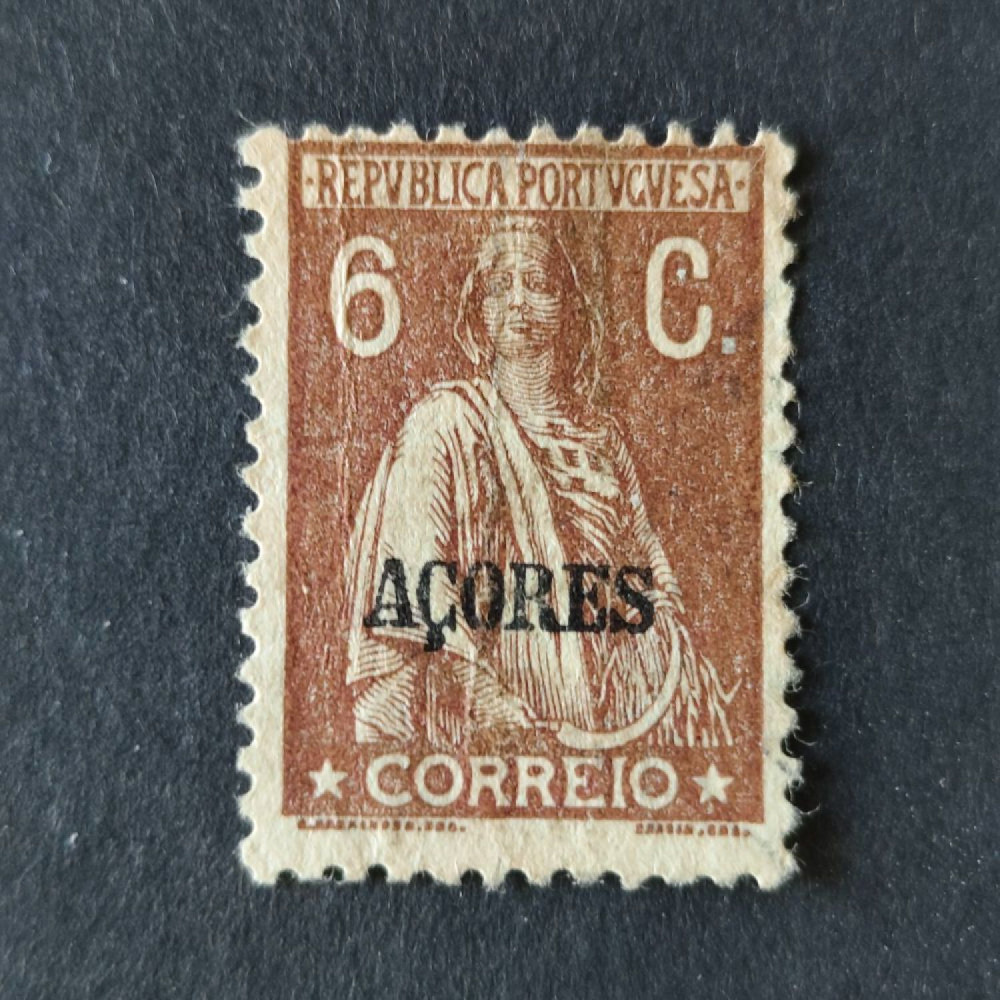 ·REPVBLICA PORTVGVESA·
6 C.
AÇORES
★ CORREIO ★